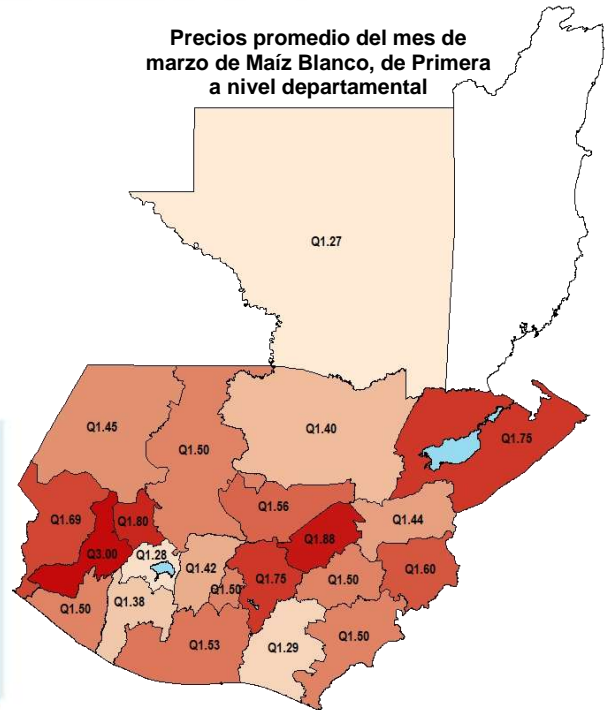 Precios promedio del mes de
marzo de Maíz Blanco, de Primera
a nivel departamental
Q1.27
Q1.45
Q1.50
Q1.40
Q1.75
Q1.69
Q1.80
Q1.56
Q1.88
Q1.44
Q3.00
Q1.28
Q1.42
Q1.50
Q1.75
Q1.50
Q1.60
Q1.50
Q1.38
Q1.53
Q1.29
Q1.50